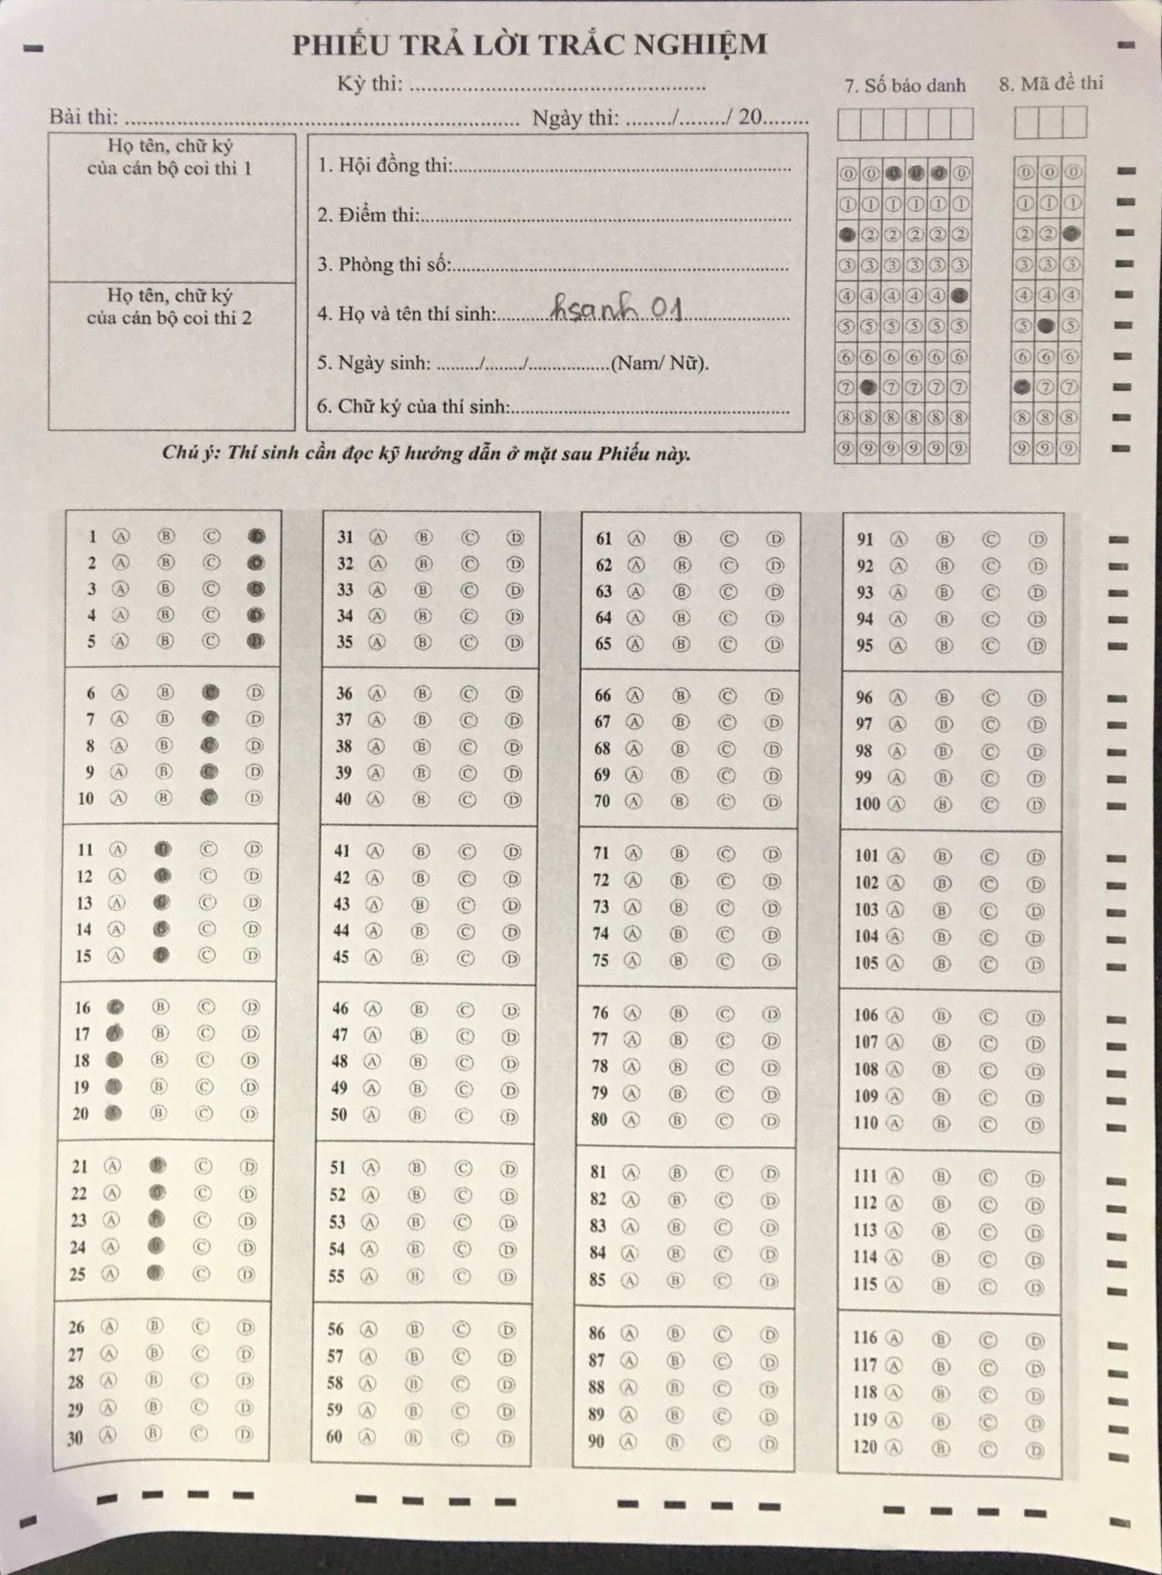 PHIẾU TRẢ LỜI TRẮC NGHIỆM
Kỳ thi: ..................................................
7. Số báo danh
8. Mã đề thi
Bài thi: .................................................................. Ngày thi: ......../......../ 20........
Họ tên, chữ ký
của cán bộ coi thi 1
Họ tên, chữ ký
của cán bộ coi thi 2
1. Hội đồng thi:..........................................................
2. Điểm thi:................................................................
3. Phòng thi số:..........................................................
4. Họ và tên thí sinh:......... hsanh 01 ....................
5. Ngày sinh: ......../......../...............(Nam/ Nữ).
6. Chữ ký của thí sinh:................................................
Chú ý: Thí sinh cần đọc kỹ hướng dẫn ở mặt sau Phiếu này.
0 0 0 0 0 0 0 0
1 1 1 1 1 1 1 1 1
2 2 2 2 2 2 2
3 3 3 3 3 3 3 3 3
4 4 4 4 4 4 4 4
5 5 5 5 5 5 5 5
6 6 6 6 6 6 6 6 6
7 7 7 7 7 7 7
8 8 8 8 8 8 8 8 8
9 9 9 9 9 9 9 9 9
1 A B C D
2 A B C D
3 A B C D
4 A B C D
5 A B C D
6 A B C D
7 A B C D
8 A B C D
9 A B C D
10 A B C D
11 A B C D
12 A B C D
13 A B C D
14 A B C D
15 A B C D
16 A B C D
17 A B C D
18 A B C D
19 A B C D
20 A B C D
21 A B C D
22 A B C D
23 A B C D
24 A B C D
25 A B C D
26 A B C D
27 A B C D
28 A B C D
29 A B C D
30 A B C D
31 A B C D
32 A B C D
33 A B C D
34 A B C D
35 A B C D
36 A B C D
37 A B C D
38 A B C D
39 A B C D
40 A B C D
41 A B C D
42 A B C D
43 A B C D
44 A B C D
45 A B C D
46 A B C D
47 A B C D
48 A B C D
49 A B C D
50 A B C D
51 A B C D
52 A B C D
53 A B C D
54 A B C D
55 A B C D
56 A B C D
57 A B C D
58 A B C D
59 A B C D
60 A B C D
61 A B C D
62 A B C D
63 A B C D
64 A B C D
65 A B C D
66 A B C D
67 A B C D
68 A B C D
69 A B C D
70 A B C D
71 A B C D
72 A B C D
73 A B C D
74 A B C D
75 A B C D
76 A B C D
77 A B C D
78 A B C D
79 A B C D
80 A B C D
81 A B C D
82 A B C D
83 A B C D
84 A B C D
85 A B C D
86 A B C D
87 A B C D
88 A B C D
89 A B C D
90 A B C D
91 A B C D
92 A B C D
93 A B C D
94 A B C D
95 A B C D
96 A B C D
97 A B C D
98 A B C D
99 A B C D
100 A B C D
101 A B C D
102 A B C D
103 A B C D
104 A B C D
105 A B C D
106 A B C D
107 A B C D
108 A B C D
109 A B C D
110 A B C D
111 A B C D
112 A B C D
113 A B C D
114 A B C D
115 A B C D
116 A B C D
117 A B C D
118 A B C D
119 A B C D
120 A B C D